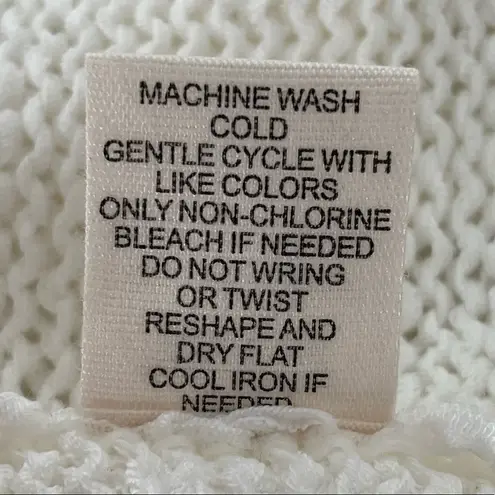 MACHINE WASH
COLD
GENTLE CYCLE WITH
LIKE COLORS
ONLY NON-CHLORINE
BLEACH IF NEEDED
DO NOT WRING
OR TWIST
RESHAPE AND
DRY FLAT
COOL IRON IF
NEEDED